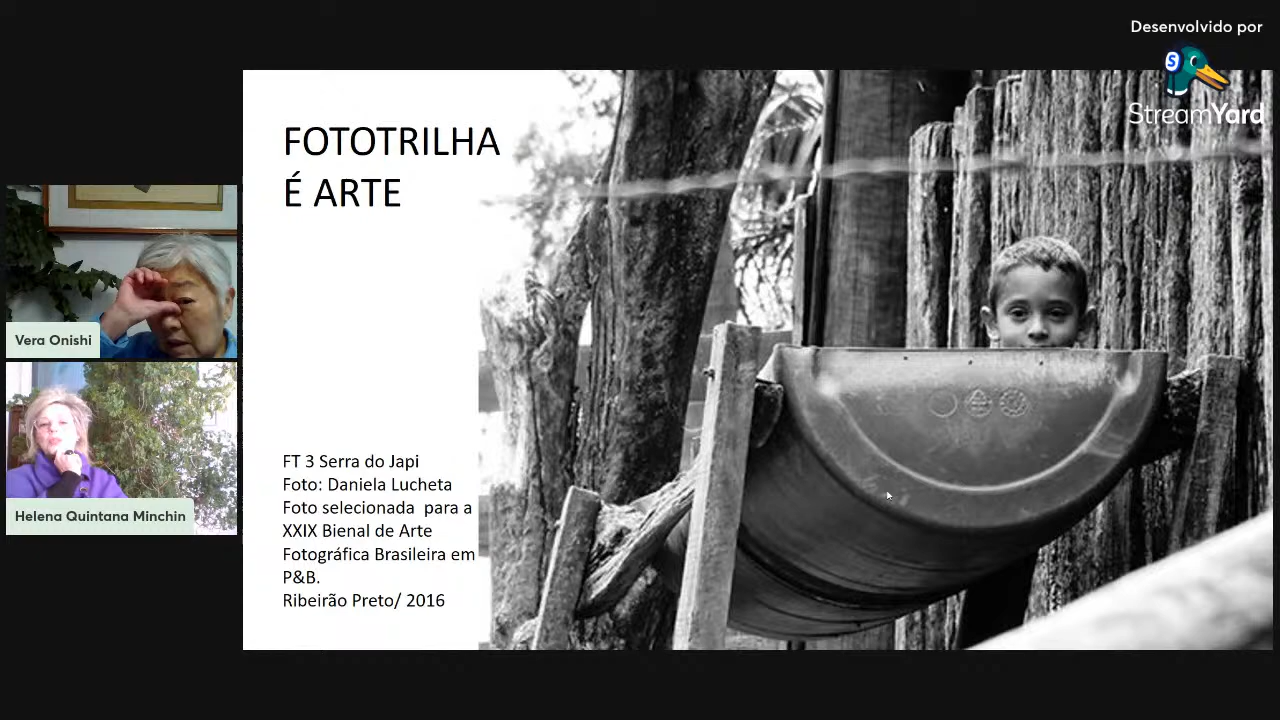 Desenvolvido por
StreamYard
FOTOTRILHA
É ARTE
FT 3 Serra do Japi
Foto: Daniela Lucheta
Foto selecionada para a
XXIX Bienal de Arte
Fotográfica Brasileira em
P&B.
Ribeirão Preto/ 2016
Vera Onishi
Helena Quintana Minchin